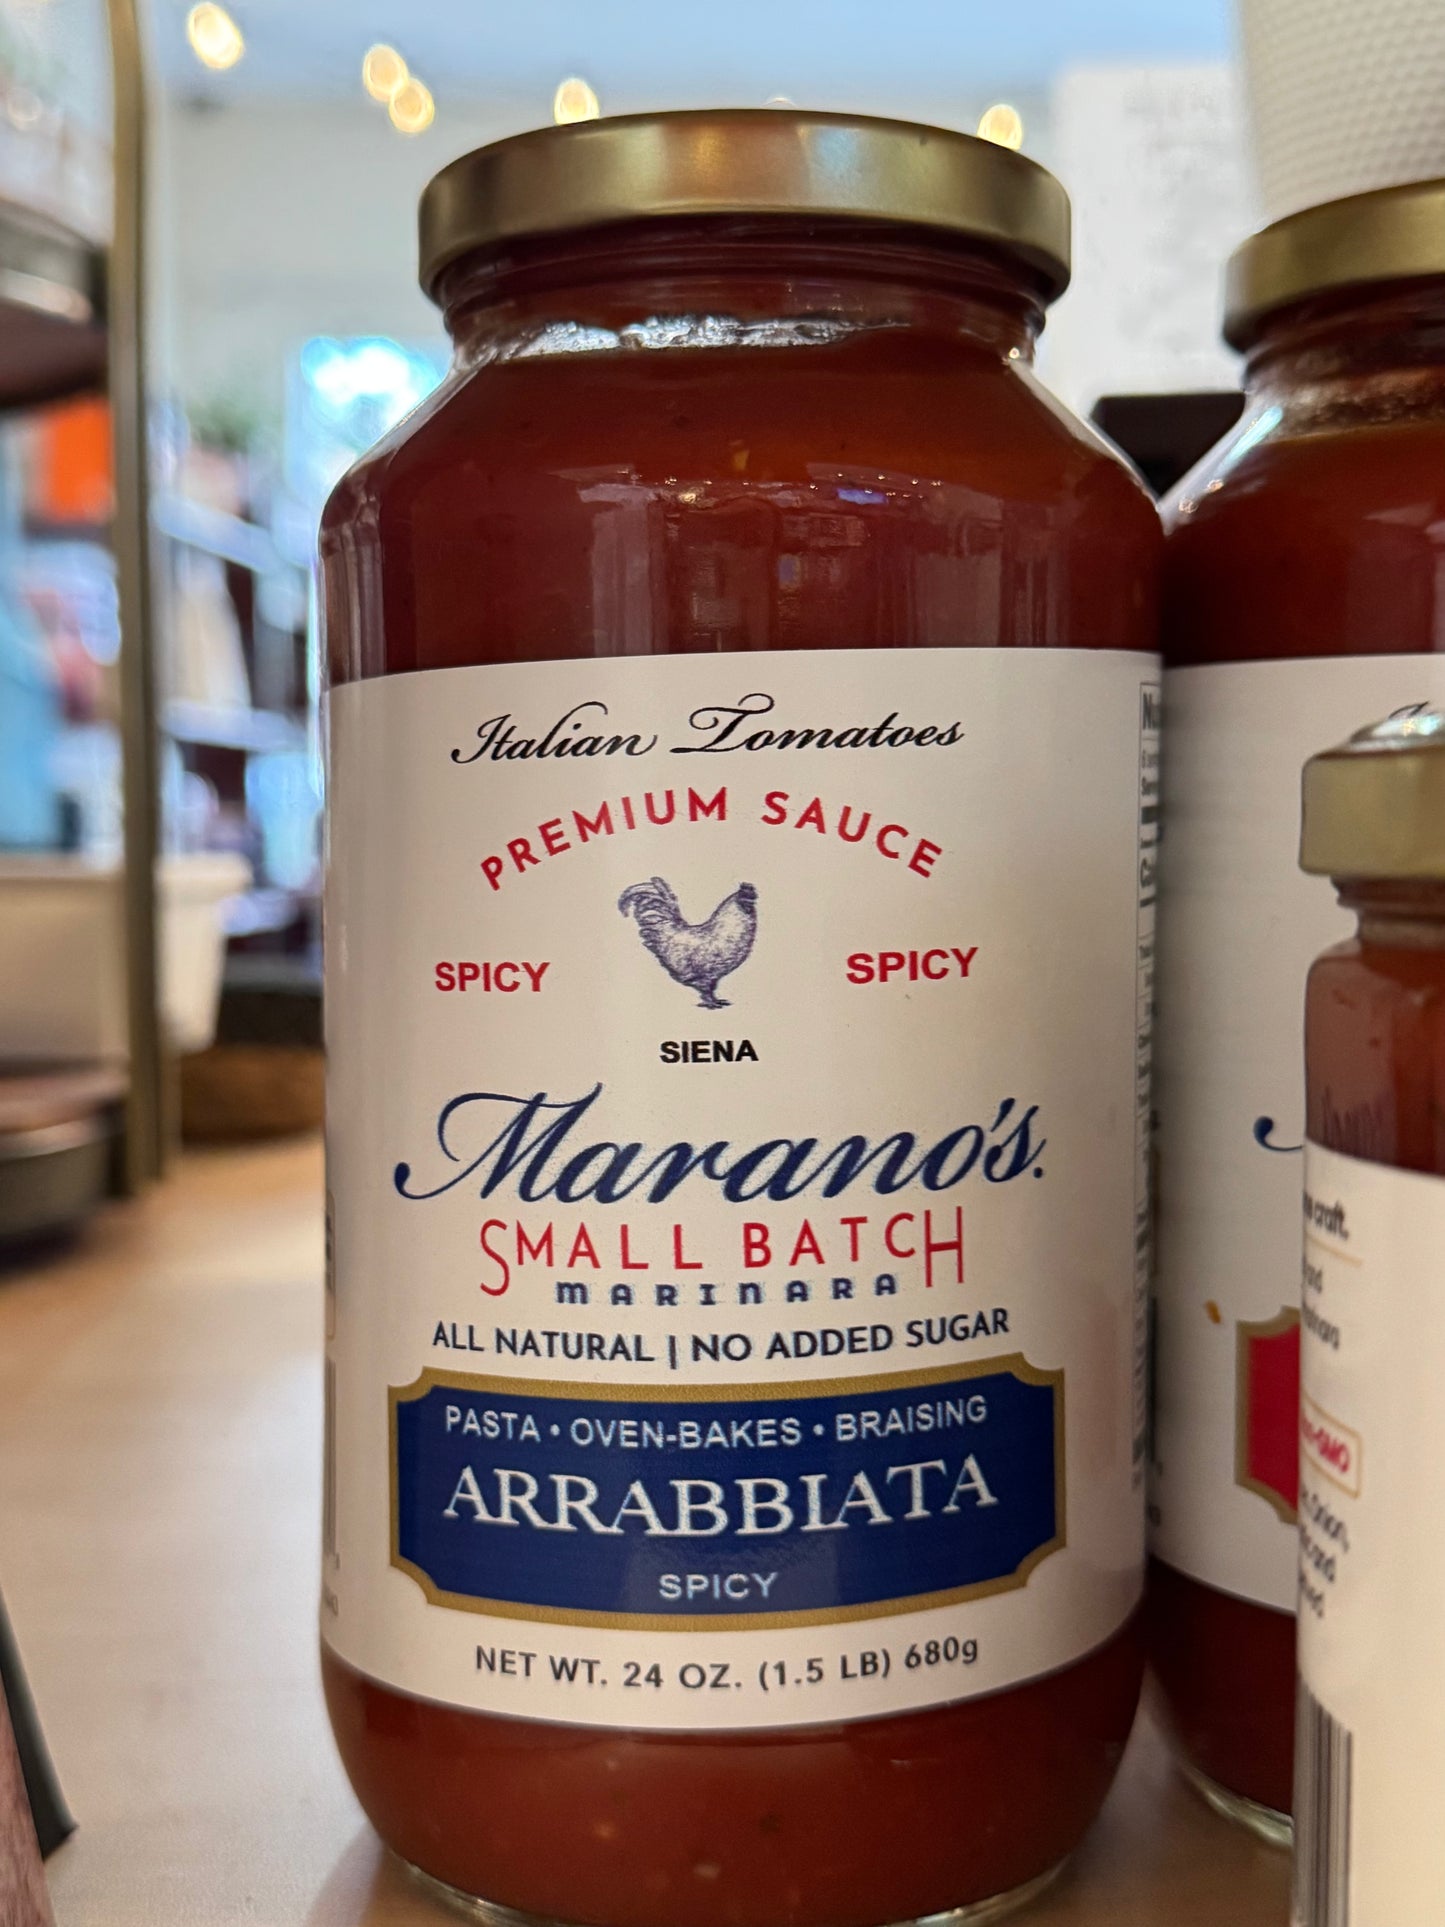 Italian Tomatoes
PREMIUM SAUCE
SPICY SPICY
SIENA
Marano's.
SMALL BATCH
MARINARA
ALL NATURAL | NO ADDED SUGAR
PASTA • OVEN-BAKES • BRAISING
ARRABBIATA
SPICY
NET WT. 24 OZ. (1.5 LB) 680g
craft.